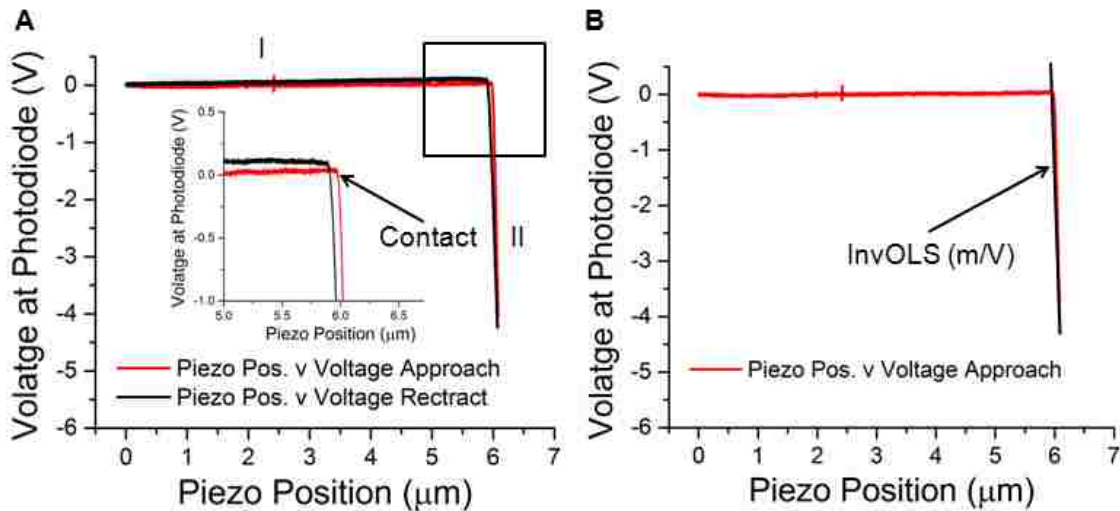 A
I
Volatge at Photodiode (V)
0
-1
-2
-3
-4
-5
-6
0 1 2 3 4 5 6 7
Piezo Position (μm)
Volatge at Photodiode (V)
0.5
0.0
-0.5
-1.0
5.0 5.5 6.0 6.5
Piezo Position (μm)
Contact
II
Piezo Pos. v Voltage Approach
Piezo Pos. v Voltage Rectract
B
Volatge at Photodiode (V)
0
-1
-2
-3
-4
-5
-6
0 1 2 3 4 5 6 7
Piezo Position (μm)
InvOLS (m/V)
Piezo Pos. v Voltage Approach